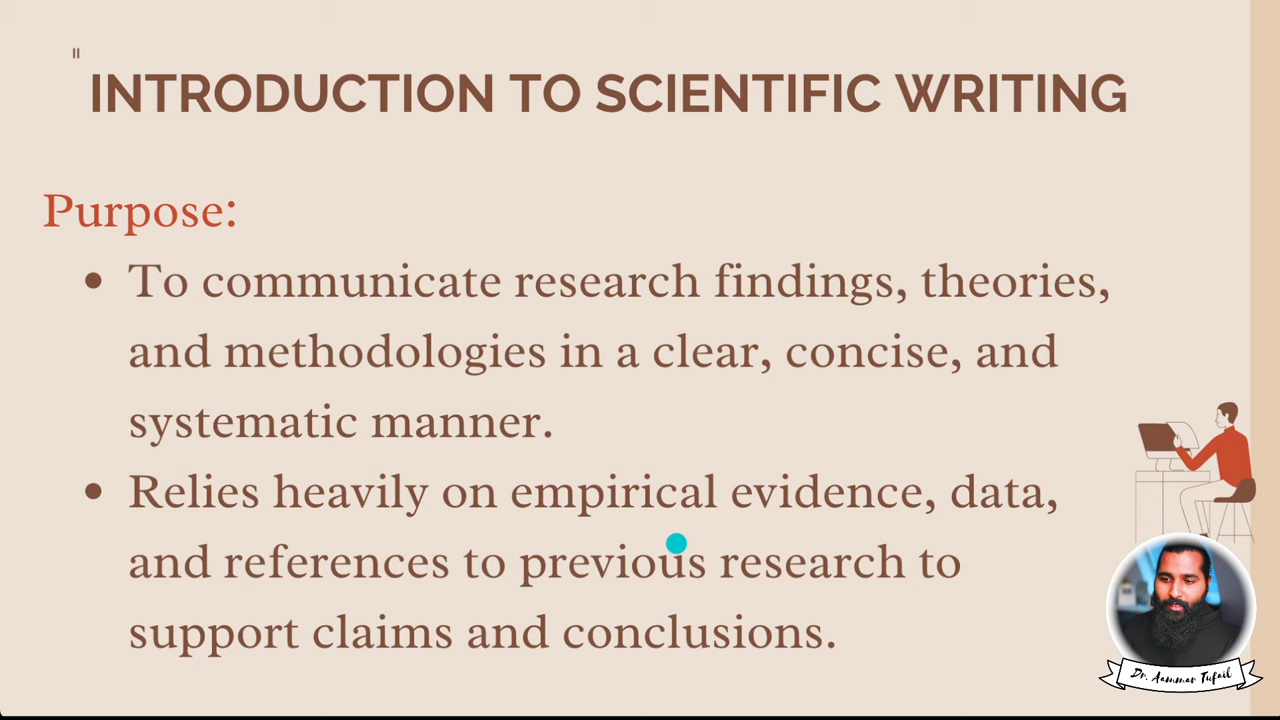 "
INTRODUCTION TO SCIENTIFIC WRITING
Purpose:
• To communicate research findings, theories,
and methodologies in a clear, concise, and
systematic manner.
• Relies heavily on empirical evidence, data,
and references to previous research to
support claims and conclusions.
Dr. Aammar Tufail